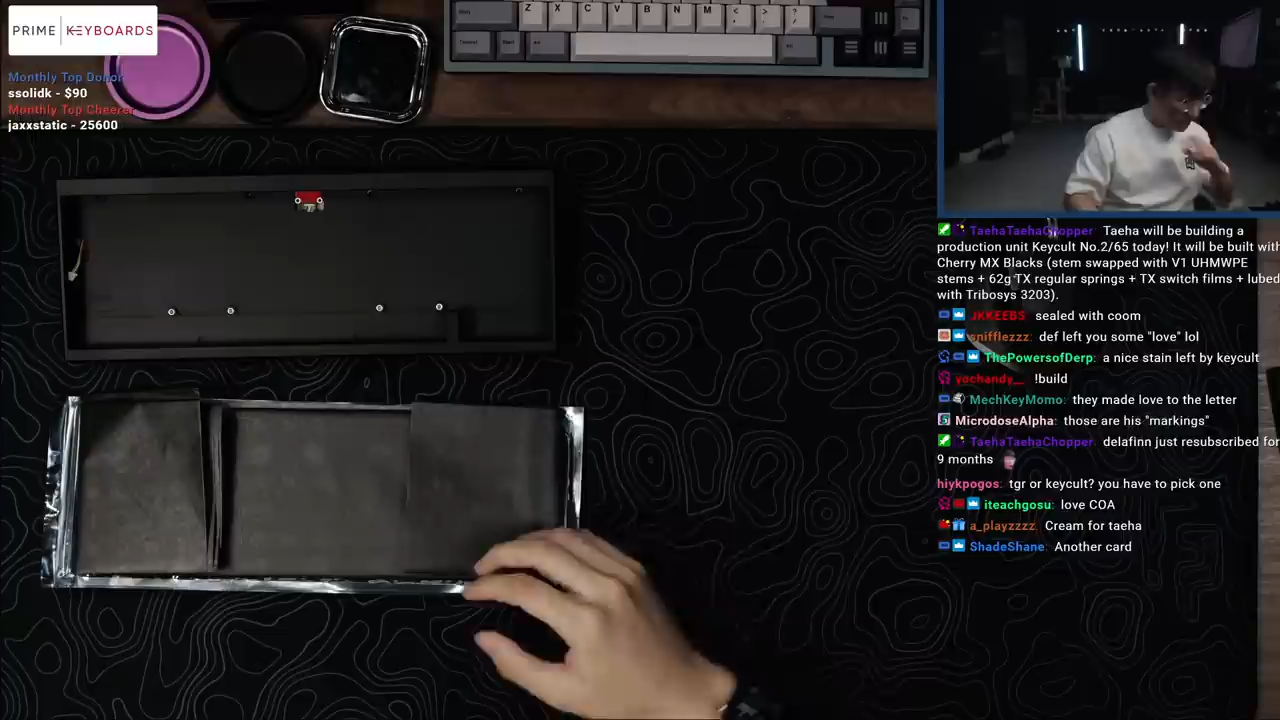 PRIME | KEYBOARDS
Monthly Top Donor
ssolidk - $90
Monthly Top Cheerer
jaxxstatic - 25600
Z X C V B N M < , > . ? /
TaehaTaehaChopper Taeha will be building a
production unit Keycult No.2/65 today! It will be built with
Cherry MX Blacks (stem swapped with V1 UHMWPE
stems + 62g TX regular springs + TX switch films + lubed
with Tribosys 3203).
JKKEEBS sealed with coom
snifflezzz: def left you some "love" lol
ThePowersofDerp: a nice stain left by keycult
yochandy__ !build
MechKeyMomo: they made love to the letter
MicrodoseAlpha: those are his "markings"
TaehaTaehaChopper: delafinn just resubscribed for
9 months
hiykpogos: tgr or keycult? you have to pick one
iteachgosu: love COA
a_playzzzz: Cream for taeha
ShadeShane: Another card